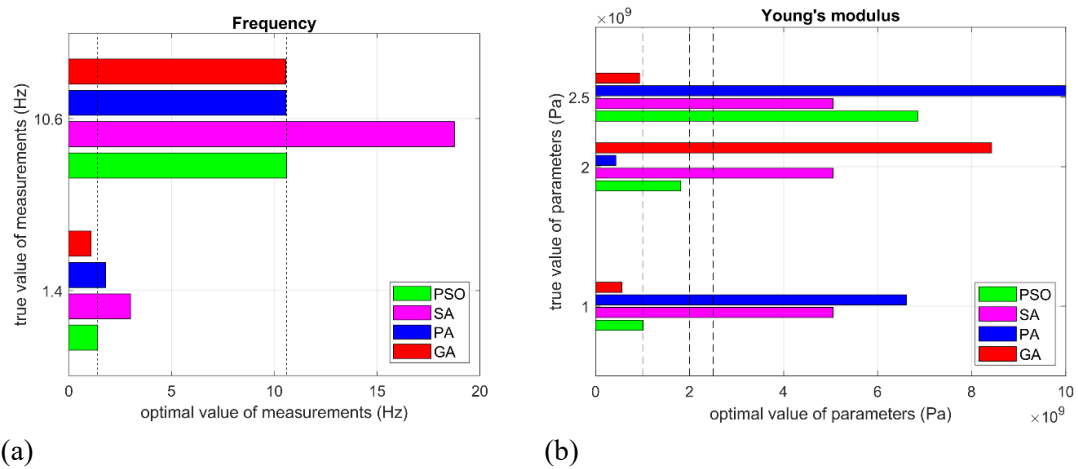 Frequency
true value of measurements (Hz)
10.6
1.4
PSO
SA
PA
GA
0
5
10
15
20
optimal value of measurements (Hz)
(a)
×10⁹
Young's modulus
true value of parameters (Pa)
2.5
2
1
PSO
SA
PA
GA
0
2
4
6
8
10
optimal value of parameters (Pa)
×10⁹
(b)